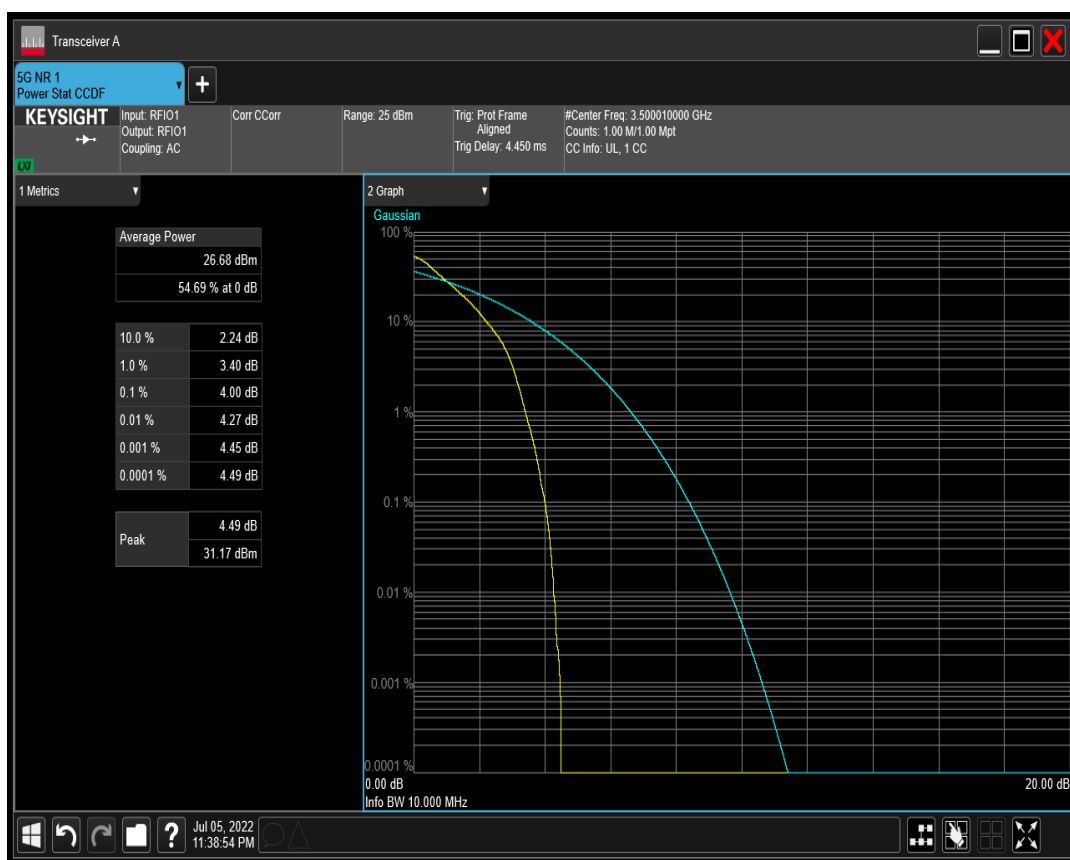 Transceiver A
5G NR 1
Power Stat CCDF
+
KEYSIGHT
LXI
Input: RFIO1
Output: RFIO1
Coupling: AC
Corr CCorr
Range: 25 dBm
Trig: Prot Frame
Aligned
Trig Delay: 4.450 ms
#Center Freq: 3.500010000 GHz
Counts: 1.00 M/1.00 Mpt
CC Info: UL, 1 CC
1 Metrics
Average Power
26.68 dBm
54.69 % at 0 dB
10.0 % 2.24 dB
1.0 % 3.40 dB
0.1 % 4.00 dB
0.01 % 4.27 dB
0.001 % 4.45 dB
0.0001 % 4.49 dB
Peak
4.49 dB
31.17 dBm
2 Graph
Gaussian
100 %
10 %
1 %
0.1 %
0.01 %
0.001 %
0.0001 %
0.00 dB 20.00 dB
Info BW 10.000 MHz
?
Jul 05, 2022
11:38:54 PM